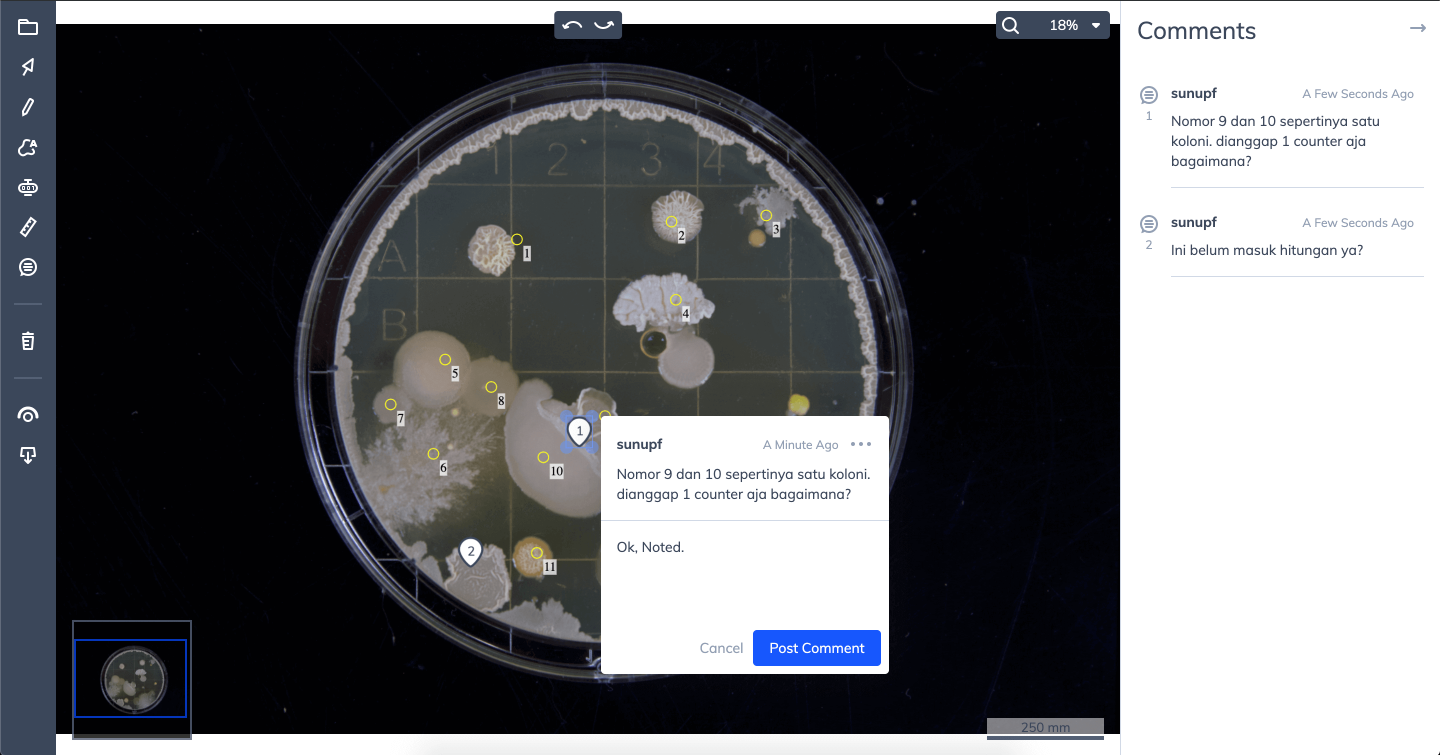 18%
Comments
sunupf A Few Seconds Ago
1
Nomor 9 dan 10 sepertinya satu
koloni. dianggap 1 counter aja
bagaimana?
sunupf A Few Seconds Ago
2
Ini belum masuk hitungan ya?
1 2 3 4
A
B
1
2
3
4
5
8
7
6
10
1
2
11
sunupf A Minute Ago
Nomor 9 dan 10 sepertinya satu koloni.
dianggap 1 counter aja bagaimana?
Ok, Noted.
Cancel Post Comment
250 mm